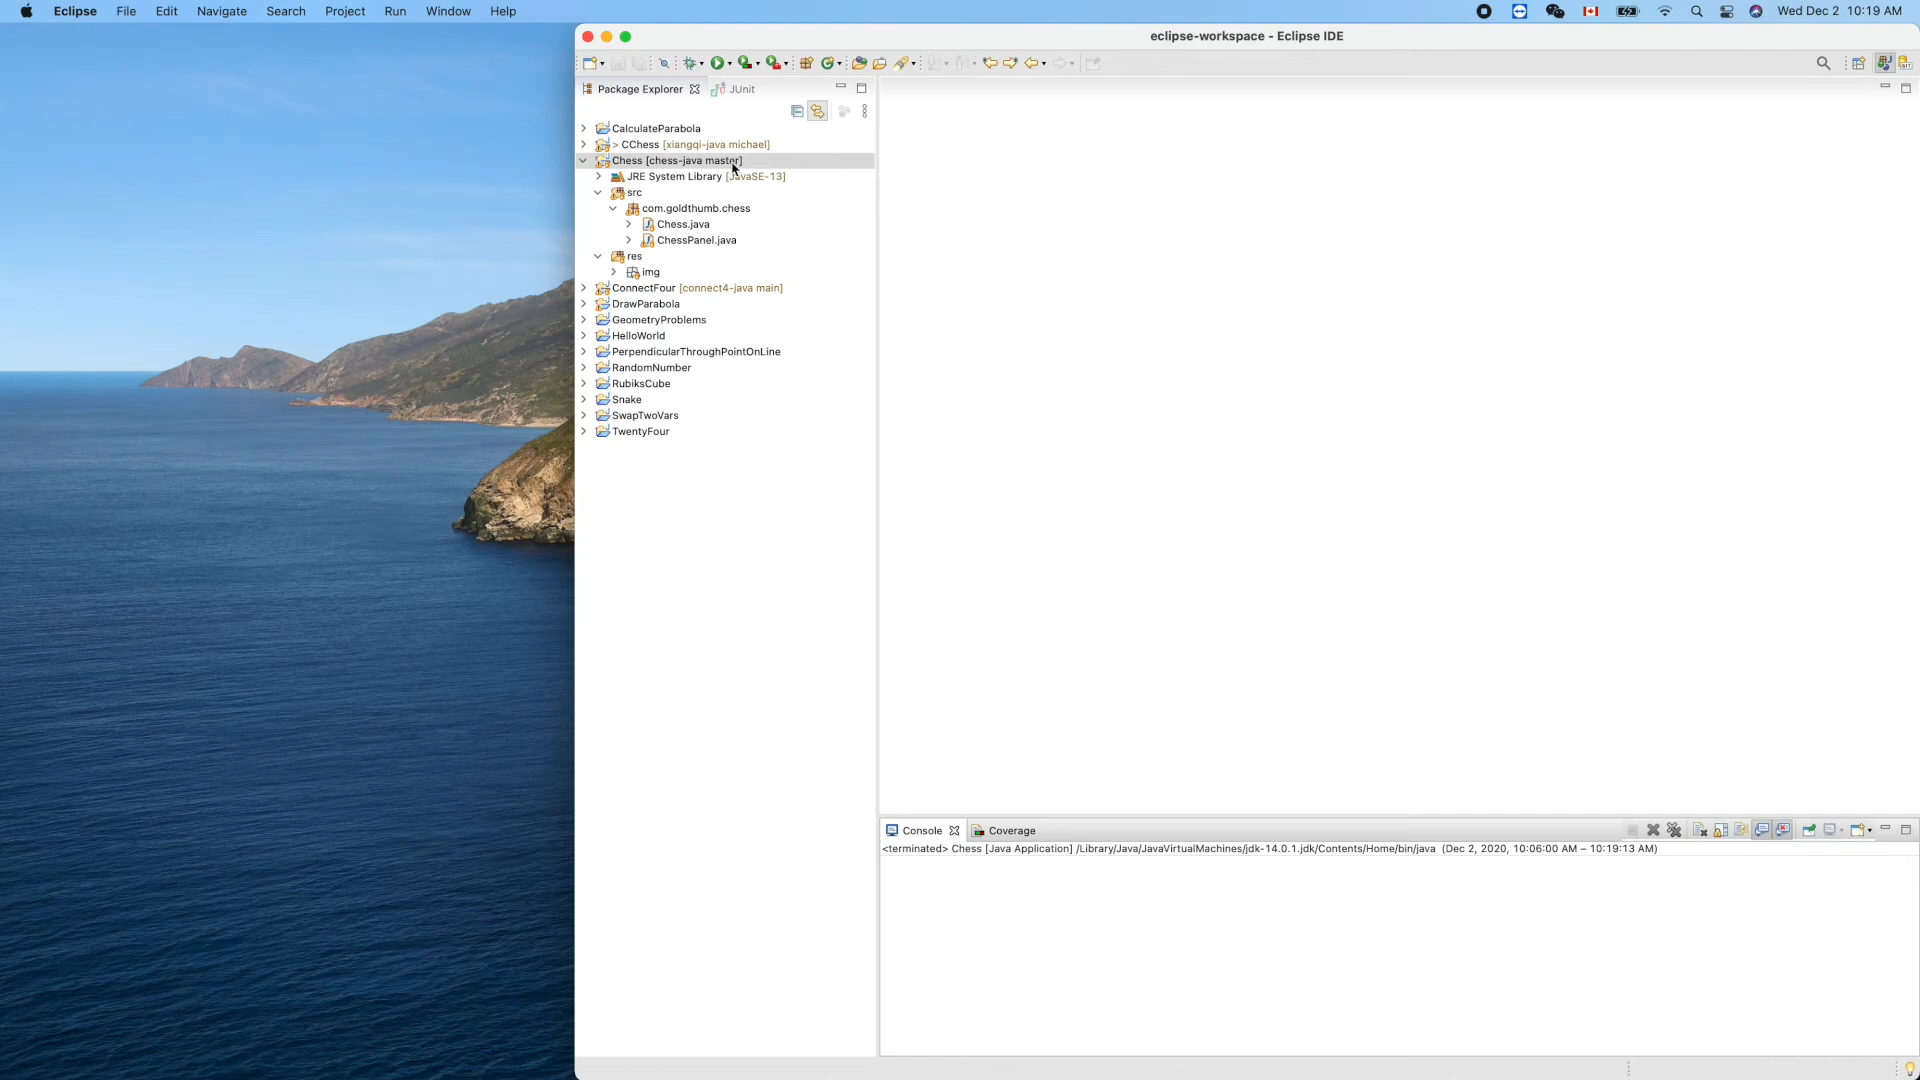 Eclipse File Edit Navigate Search Project Run Window Help Wed Dec 2 10:19 AM
eclipse-workspace - Eclipse IDE
Package Explorer JUnit
CalculateParabola
> CChess [xiangqi-java michael]
Chess [chess-java master]
JRE System Library [JavaSE-13]
src
com.goldthumb.chess
Chess.java
ChessPanel.java
res
img
ConnectFour [connect4-java main]
DrawParabola
GeometryProblems
HelloWorld
PerpendicularThroughPointOnLine
RandomNumber
RubiksCube
Snake
SwapTwoVars
TwentyFour
Console Coverage
<terminated> Chess [Java Application] /Library/Java/JavaVirtualMachines/jdk-14.0.1.jdk/Contents/Home/bin/java (Dec 2, 2020, 10:06:00 AM – 10:19:13 AM)